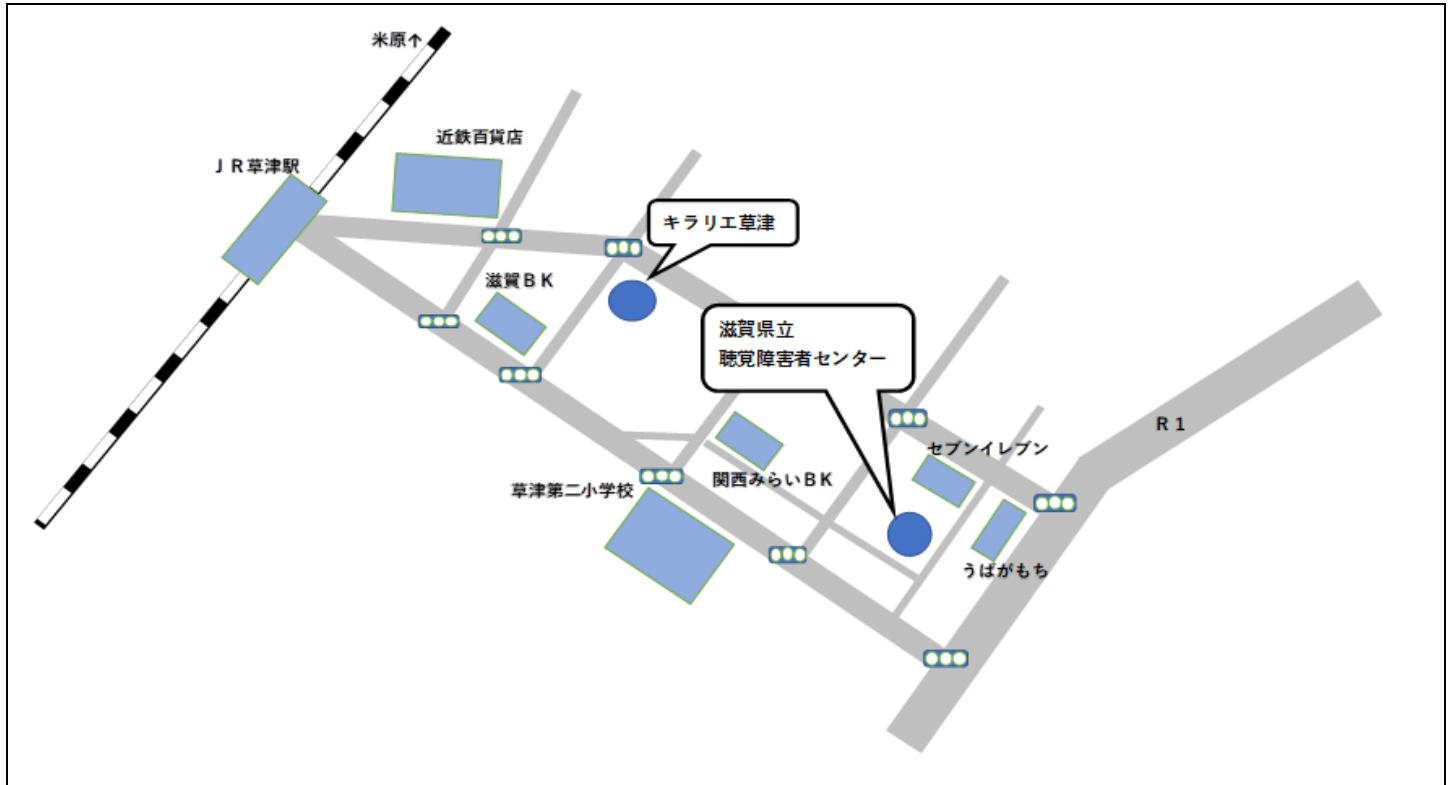 米原↑
近鉄百貨店
ＪＲ草津駅
キラリエ草津
滋賀ＢＫ
滋賀県立
聴覚障害者センター
Ｒ１
セブンイレブン
関西みらいＢＫ
草津第二小学校
うばがもち